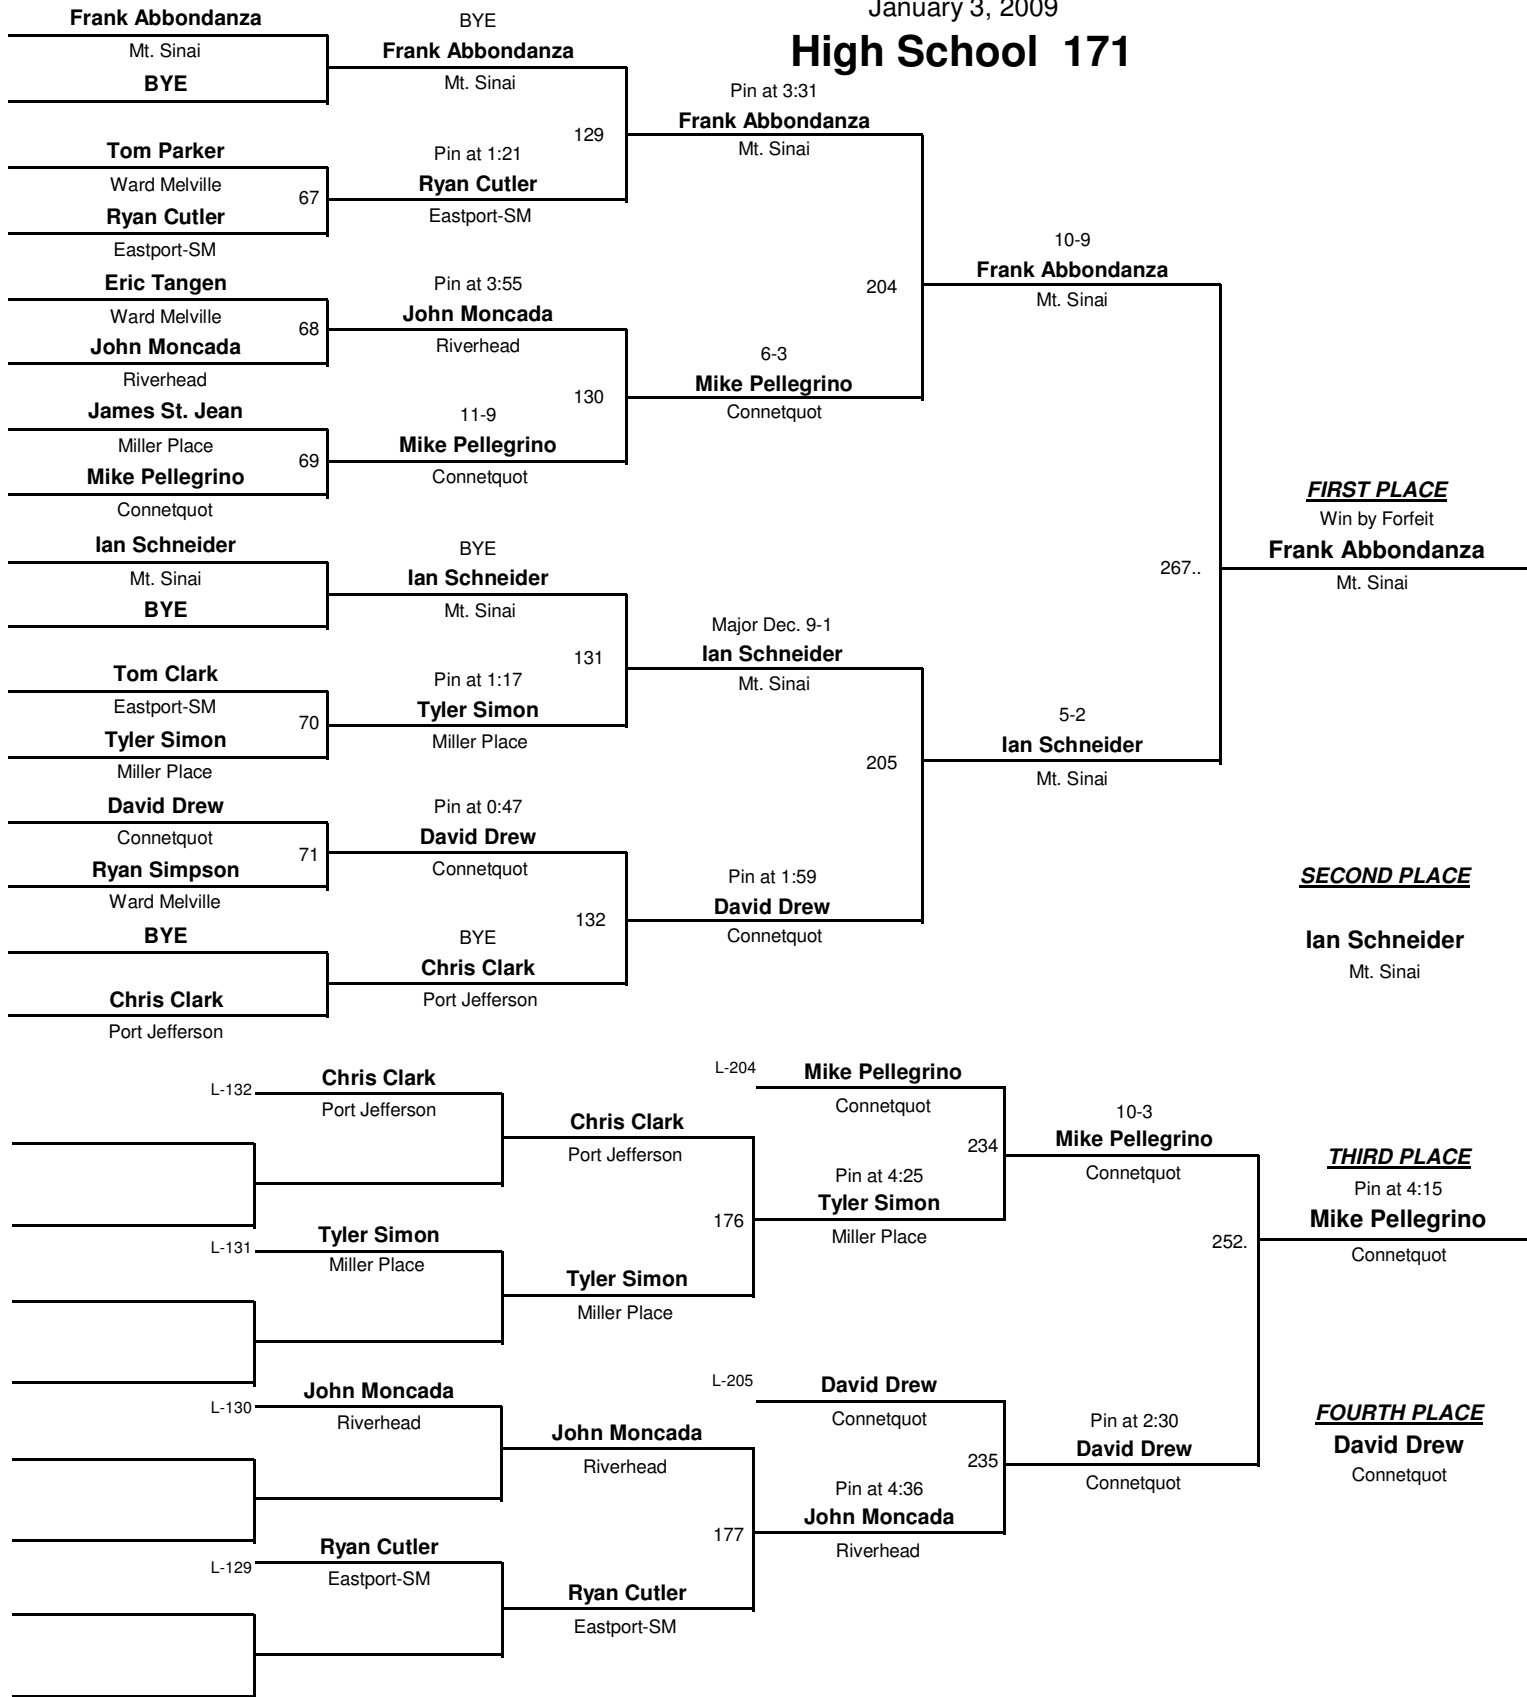 January 3, 2009
High School 171
Frank Abbondanza
Mt. Sinai
BYE
Tom Parker
Ward Melville
67
Ryan Cutler
Eastport-SM
Eric Tangen
Ward Melville
68
John Moncada
Riverhead
James St. Jean
Miller Place
69
Mike Pellegrino
Connetquot
Ian Schneider
Mt. Sinai
BYE
Tom Clark
Eastport-SM
70
Tyler Simon
Miller Place
David Drew
Connetquot
71
Ryan Simpson
Ward Melville
BYE
Chris Clark
Port Jefferson
BYE
Frank Abbondanza
Mt. Sinai
129
Pin at 1:21
Ryan Cutler
Eastport-SM
Pin at 3:55
John Moncada
Riverhead
130
11-9
Mike Pellegrino
Connetquot
BYE
Ian Schneider
Mt. Sinai
131
Pin at 1:17
Tyler Simon
Miller Place
Pin at 0:47
David Drew
Connetquot
132
BYE
Chris Clark
Port Jefferson
Pin at 3:31
Frank Abbondanza
Mt. Sinai
204
6-3
Mike Pellegrino
Connetquot
Major Dec. 9-1
Ian Schneider
Mt. Sinai
205
Pin at 1:59
David Drew
Connetquot
10-9
Frank Abbondanza
Mt. Sinai
267..
5-2
Ian Schneider
Mt. Sinai
FIRST PLACE
Win by Forfeit
Frank Abbondanza
Mt. Sinai
SECOND PLACE
Ian Schneider
Mt. Sinai
L-132
Chris Clark
Port Jefferson
L-131
Tyler Simon
Miller Place
L-130
John Moncada
Riverhead
L-129
Ryan Cutler
Eastport-SM
Chris Clark
Port Jefferson
176
Tyler Simon
Miller Place
John Moncada
Riverhead
177
Ryan Cutler
Eastport-SM
L-204
Mike Pellegrino
Connetquot
234
Pin at 4:25
Tyler Simon
Miller Place
L-205
David Drew
Connetquot
235
Pin at 4:36
John Moncada
Riverhead
10-3
Mike Pellegrino
Connetquot
252.
Pin at 2:30
David Drew
Connetquot
THIRD PLACE
Pin at 4:15
Mike Pellegrino
Connetquot
FOURTH PLACE
David Drew
Connetquot